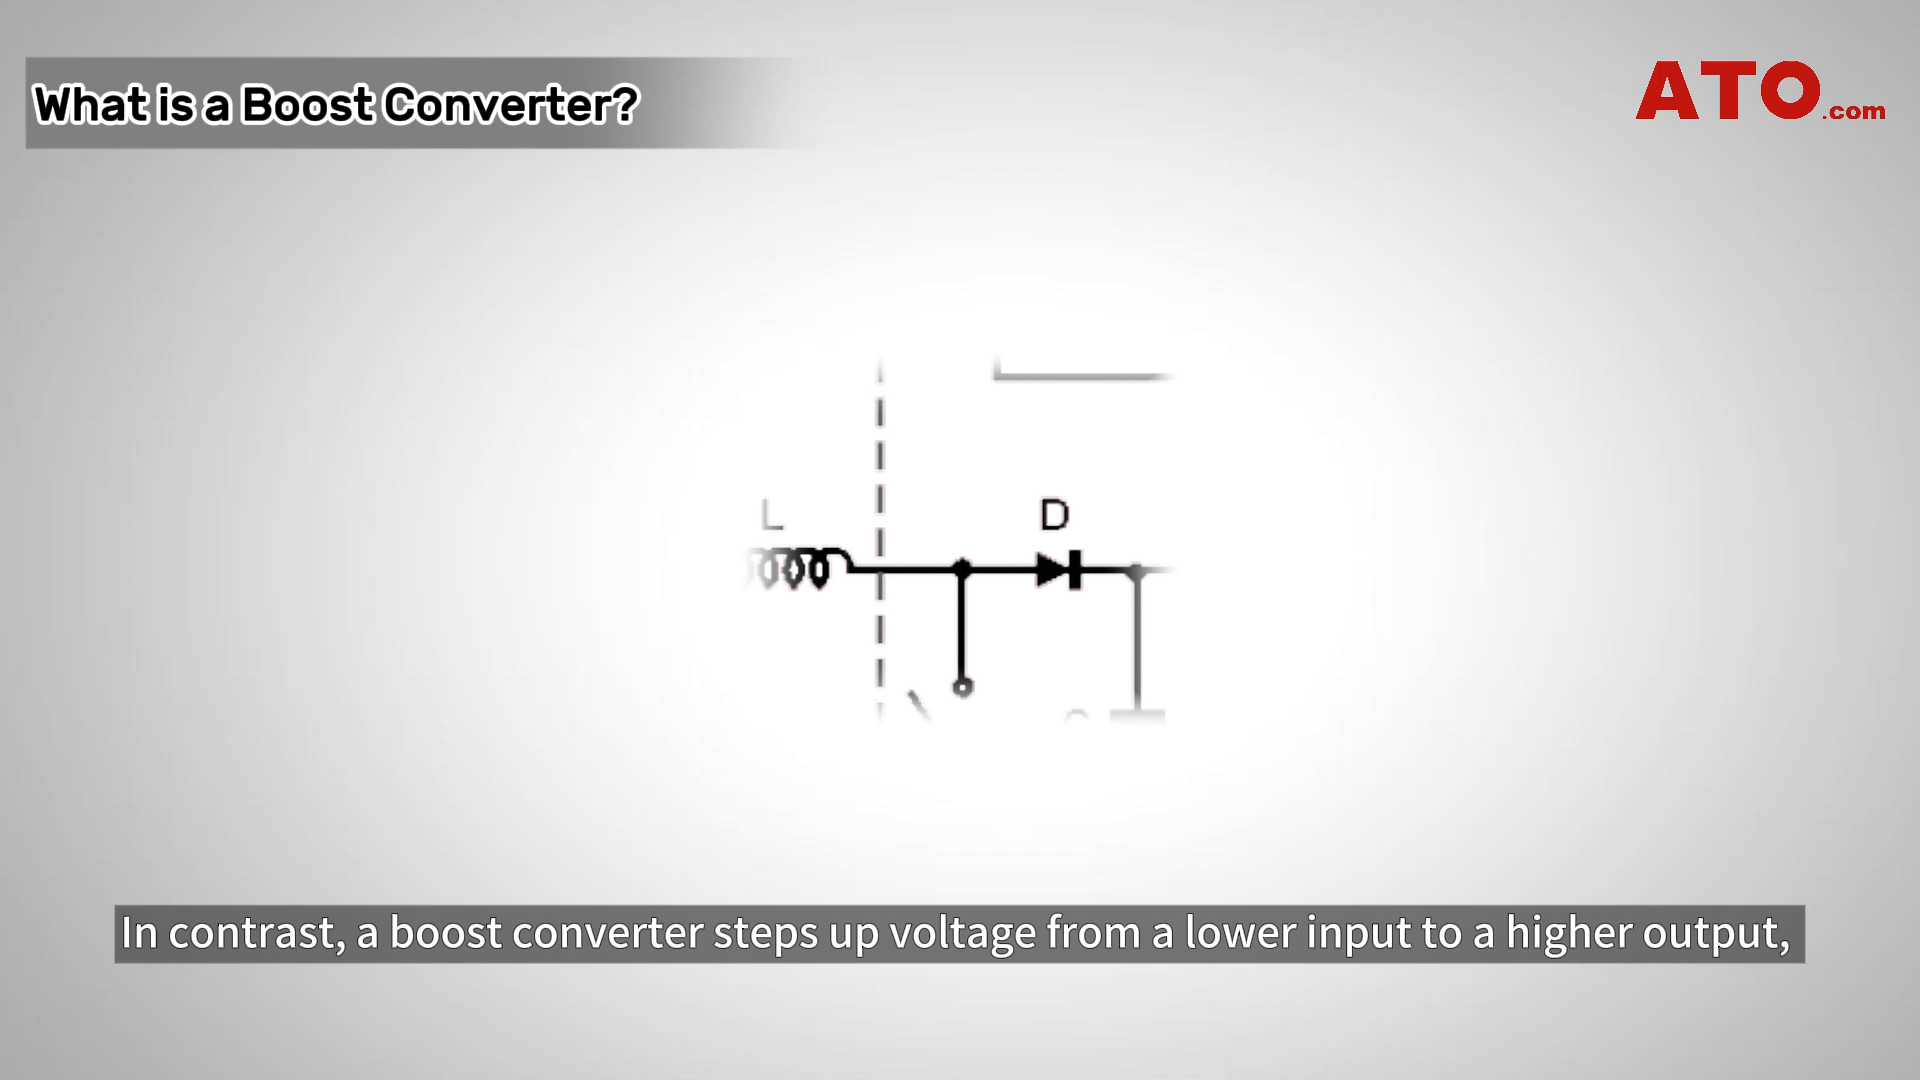 What is a Boost Converter?
ATO.com
L
D
In contrast, a boost converter steps up voltage from a lower input to a higher output,